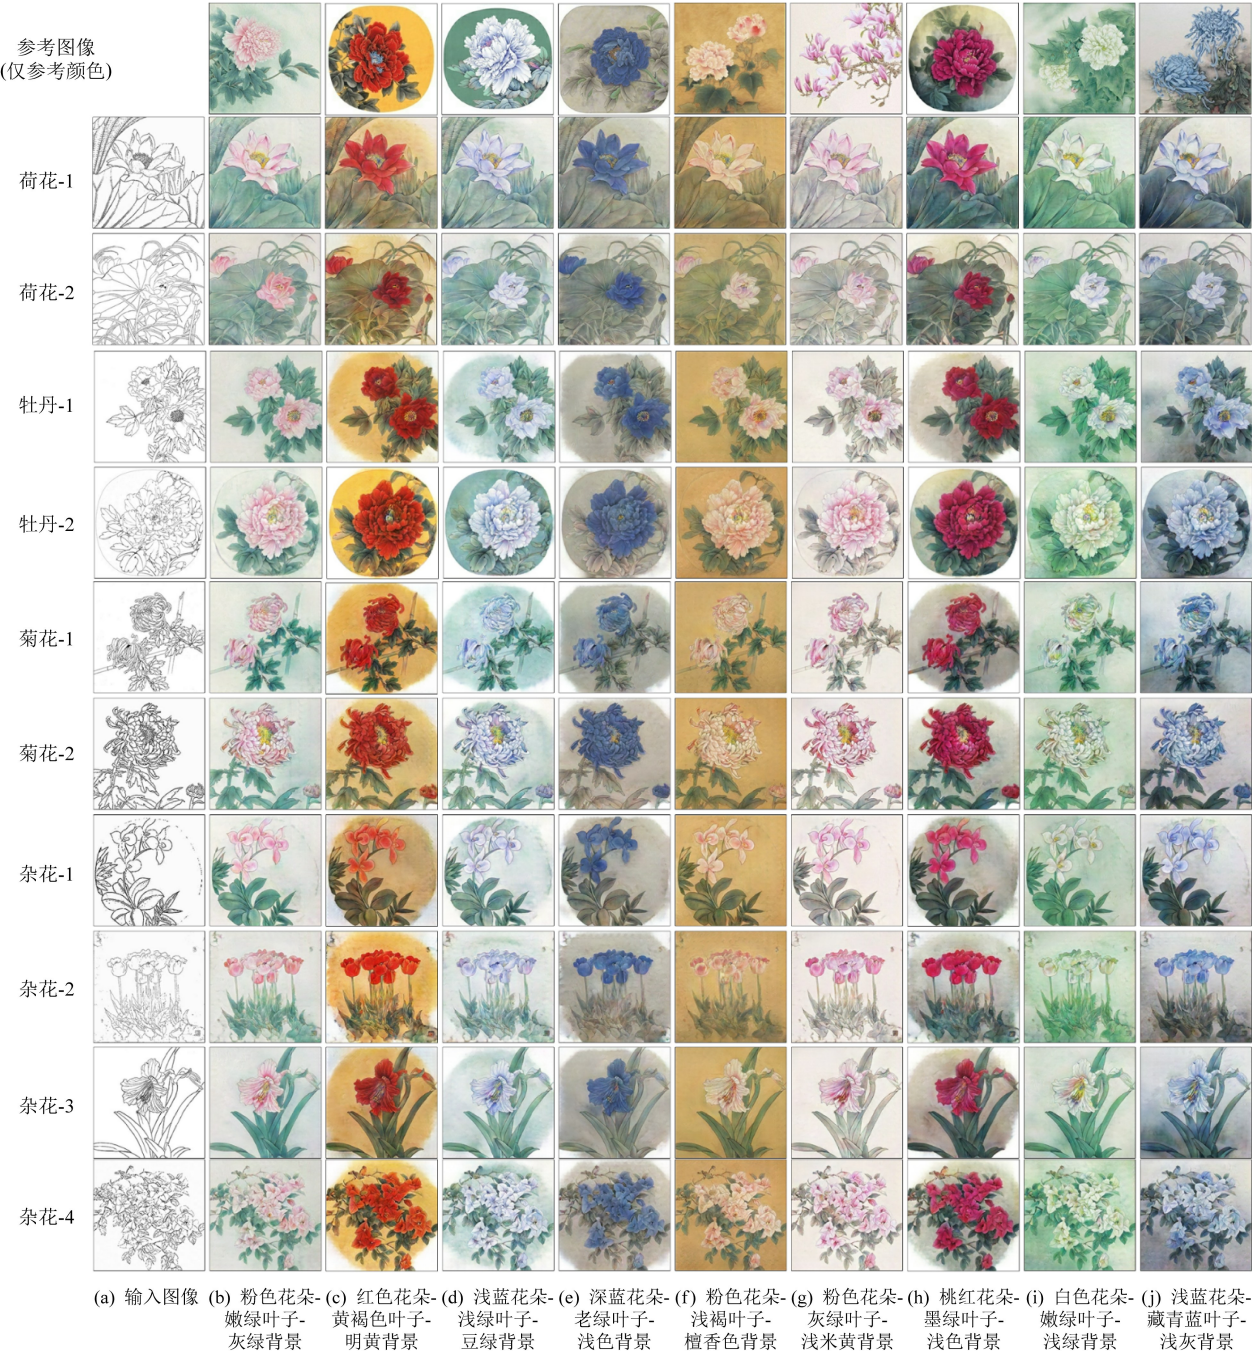 参考图像
(仅参考颜色)
荷花-1
荷花-2
牡丹-1
牡丹-2
菊花-1
菊花-2
杂花-1
杂花-2
杂花-3
杂花-4
(a) 输入图像
(b) 粉色花朵-
嫩绿叶子-
灰绿背景
(c) 红色花朵-
黄褐色叶子-
明黄背景
(d) 浅蓝花朵-
浅绿叶子-
豆绿背景
(e) 深蓝花朵-
老绿叶子-
浅色背景
(f) 粉色花朵-
浅褐叶子-
檀香色背景
(g) 粉色花朵-
灰绿叶子-
浅米黄背景
(h) 桃红花朵-
墨绿叶子-
浅色背景
(i) 白色花朵-
嫩绿叶子-
浅绿背景
(j) 浅蓝花朵-
藏青蓝叶子-
浅灰背景